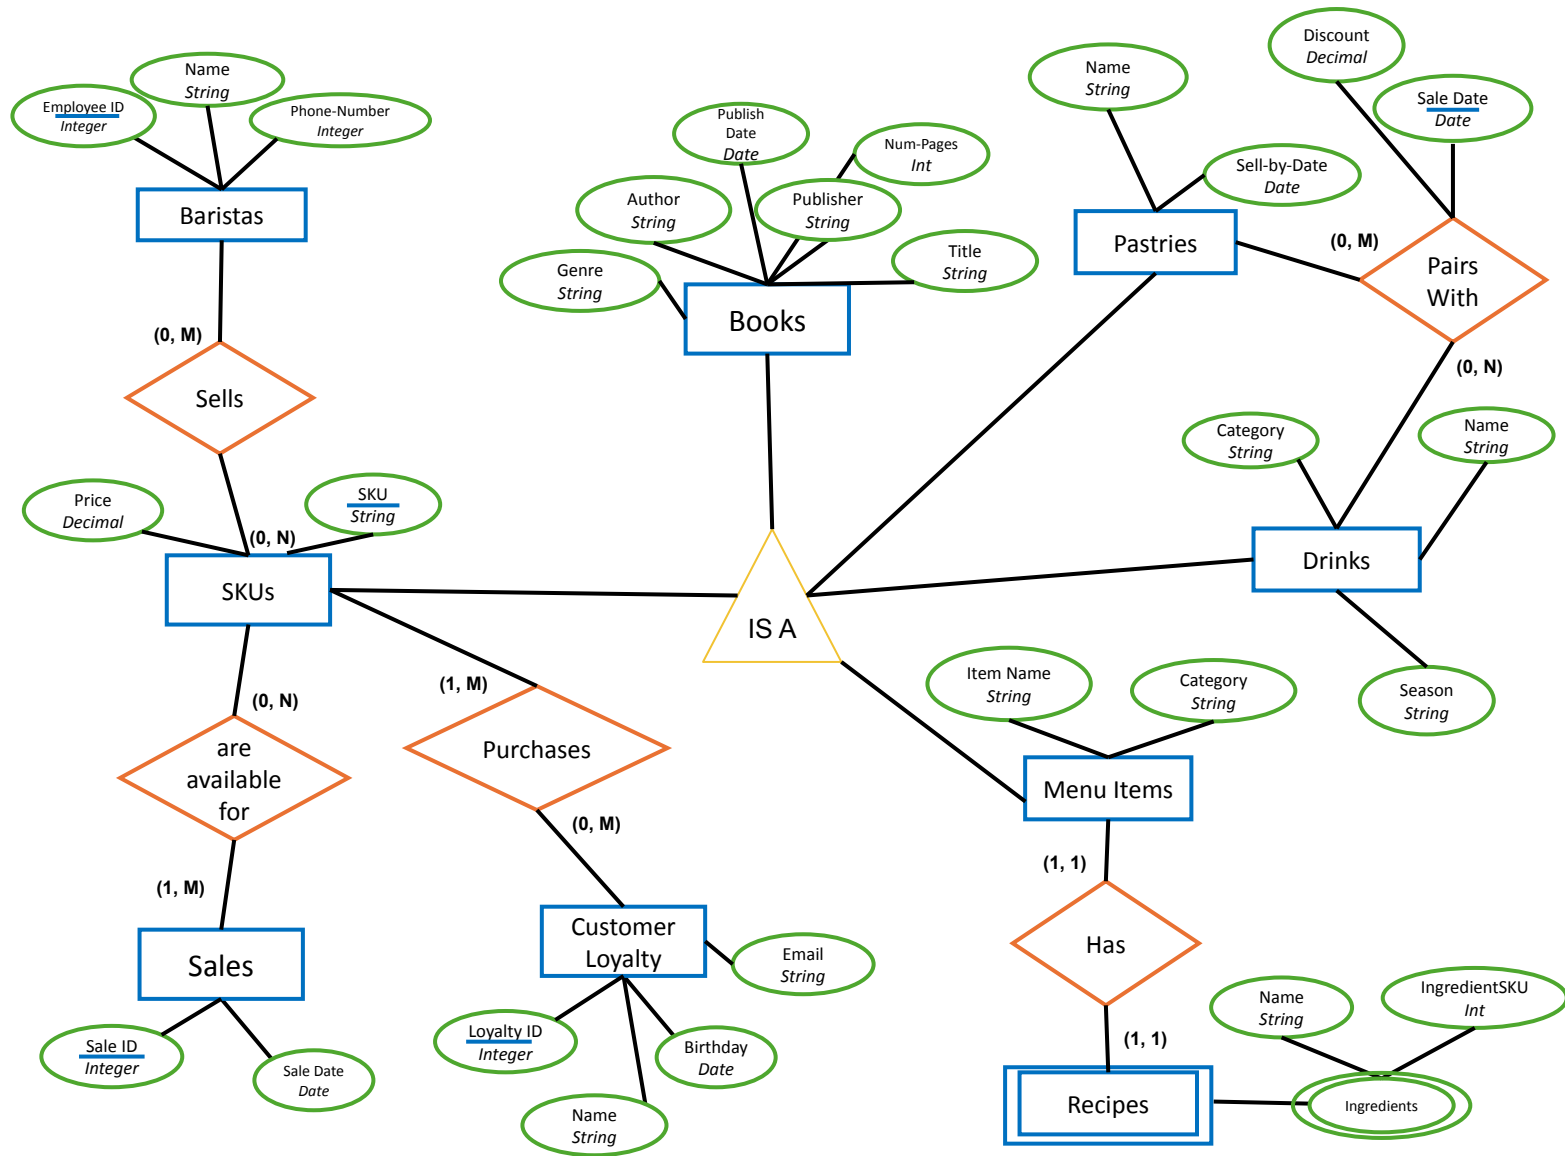 Name
String
Employee ID
Integer
Phone-Number
Integer
Baristas
(0, M)
Sells
Price
Decimal
SKU
String
(0, N)
SKUs
Publish
Date
Date
Num-Pages
Int
Author
String
Publisher
String
Genre
String
Title
String
Books
Name
String
Sell-by-Date
Date
Pastries
Discount
Decimal
Sale Date
Date
(0, M)
Pairs
With
(0, N)
Category
String
Name
String
Drinks
Season
String
IS A
(0, N)
are
available
for
(1, M)
Sales
Sale ID
Integer
Sale Date
Date
(1, M)
Purchases
(0, M)
Customer
Loyalty
Email
String
Loyalty ID
Integer
Birthday
Date
Name
String
Item Name
String
Category
String
Menu Items
(1, 1)
Has
(1, 1)
Recipes
Name
String
IngredientSKU
Int
Ingredients